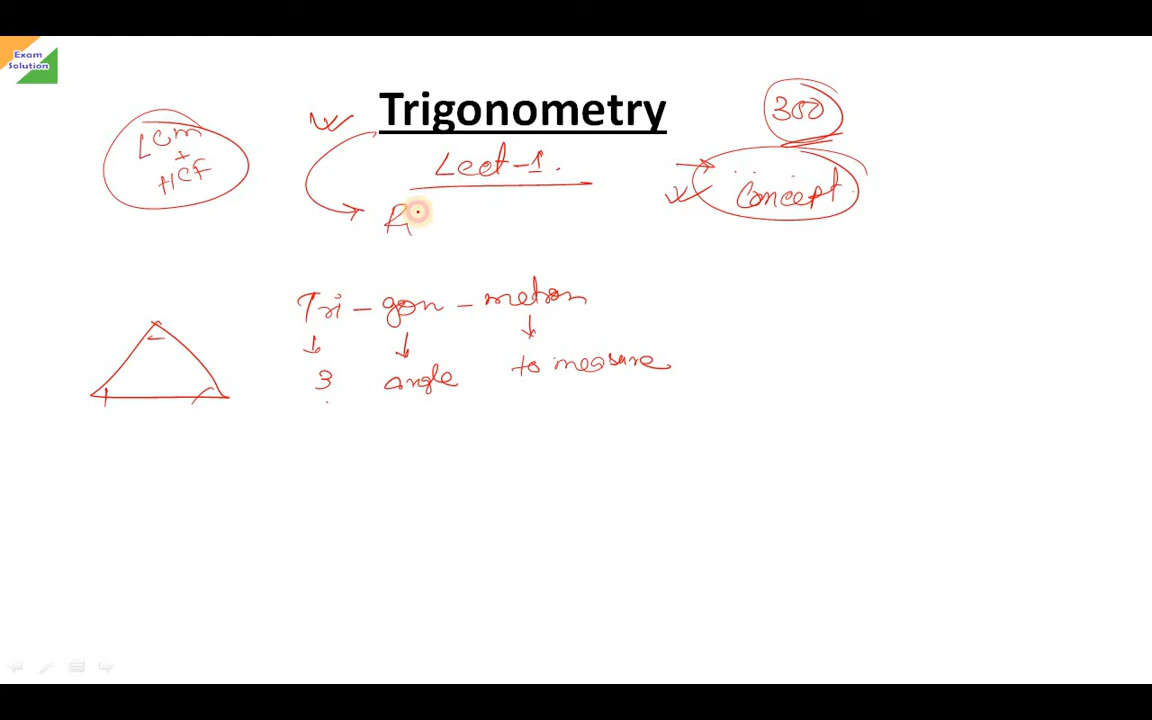 Exam
Solution
Trigonometry
300
LCM
+
HCF
Lect-1.
Concept
R
Tri - gon - metron
3 angle to measure